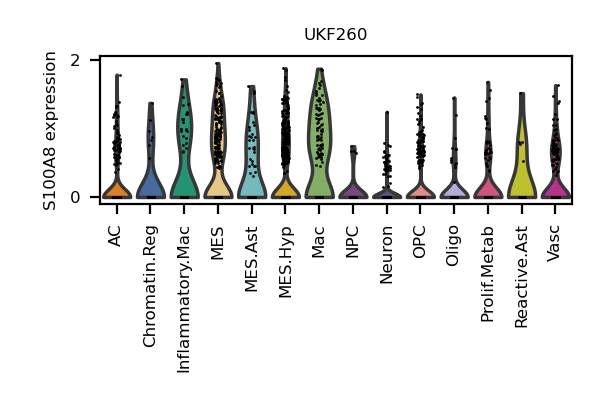 UKF260
S100A8 expression
2
0
AC
Chromatin.Reg
Inflammatory.Mac
MES
MES.Ast
MES.Hyp
Mac
NPC
Neuron
OPC
Oligo
Prolif.Metab
Reactive.Ast
Vasc